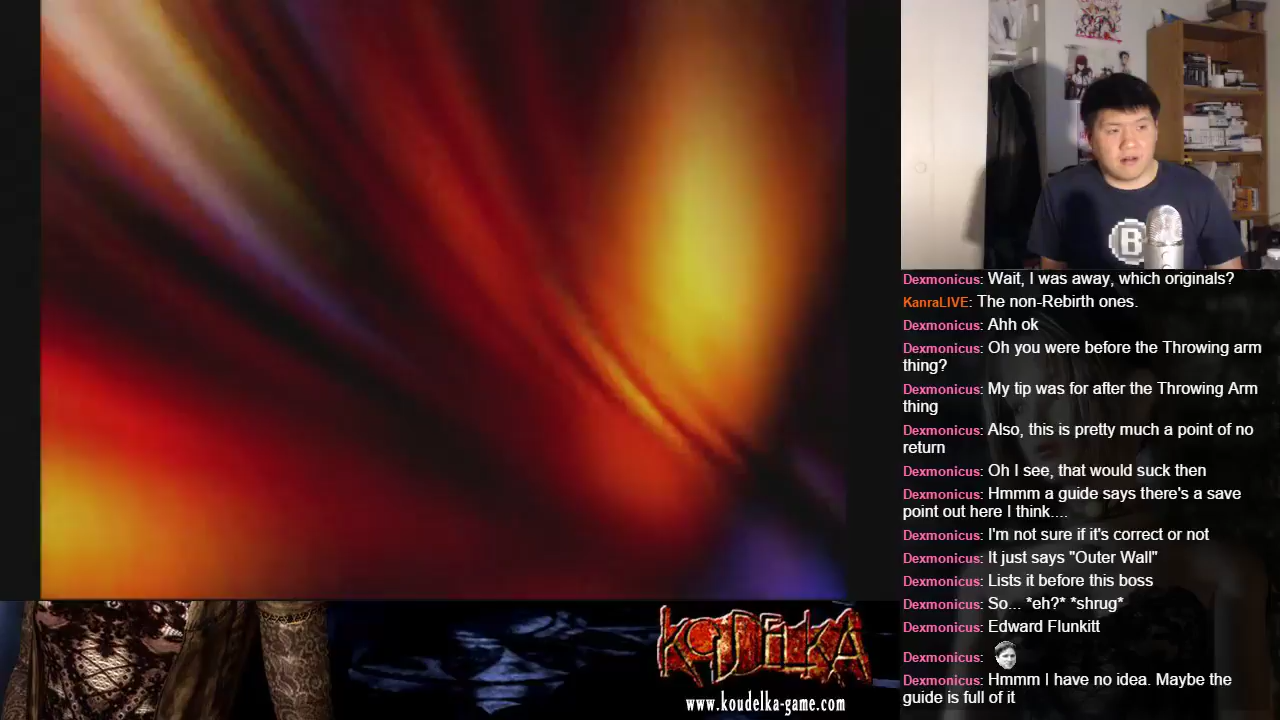 B
Dexmonicus: Wait, I was away, which originals?
KanraLIVE: The non-Rebirth ones.
Dexmonicus: Ahh ok
Dexmonicus: Oh you were before the Throwing arm
thing?
Dexmonicus: My tip was for after the Throwing Arm
thing
Dexmonicus: Also, this is pretty much a point of no
return
Dexmonicus: Oh I see, that would suck then
Dexmonicus: Hmmm a guide says there's a save
point out here I think....
Dexmonicus: I'm not sure if it's correct or not
Dexmonicus: It just says "Outer Wall"
Dexmonicus: Lists it before this boss
Dexmonicus: So... *eh?* *shrug*
Dexmonicus: Edward Flunkitt
Dexmonicus:
Dexmonicus: Hmmm I have no idea. Maybe the
guide is full of it
KOUDELKA
www.koudelka-game.com